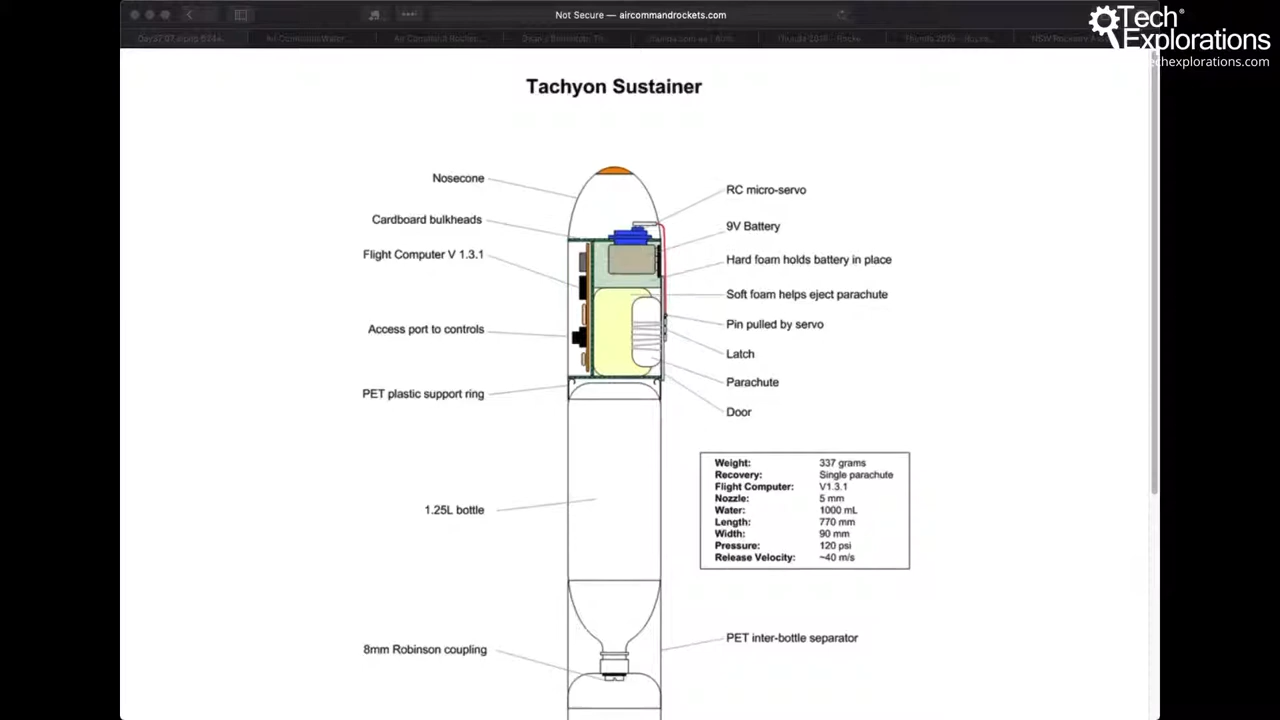 Not Secure — aircommandrockets.com
Tech
Explorations
techexplorations.com
Tachyon Sustainer
Nosecone
RC micro-servo
Cardboard bulkheads
9V Battery
Flight Computer V 1.3.1
Hard foam holds battery in place
Soft foam helps eject parachute
Access port to controls
Pin pulled by servo
Latch
Parachute
PET plastic support ring
Door
Weight: 337 grams
Recovery: Single parachute
Flight Computer: V1.3.1
Nozzle: 5 mm
Water: 1000 mL
Length: 770 mm
Width: 90 mm
Pressure: 120 psi
Release Velocity: ~40 m/s
1.25L bottle
PET inter-bottle separator
8mm Robinson coupling